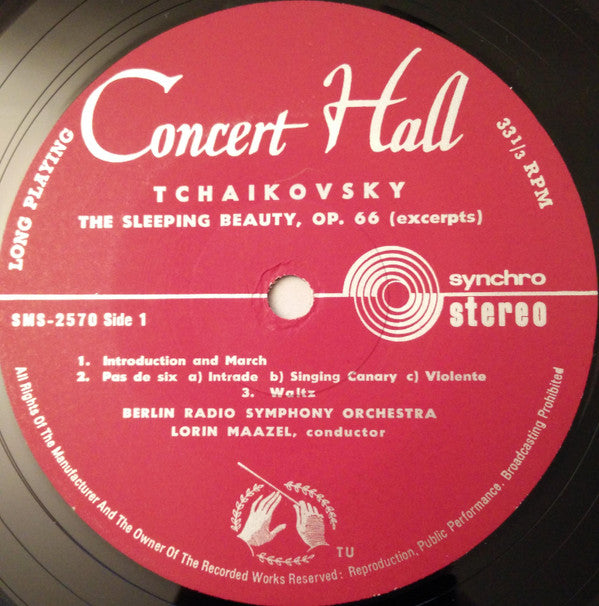 Concert Hall
LONG PLAYING
33 1/3 RPM
TCHAIKOVSKY
THE SLEEPING BEAUTY, OP. 66 (excerpts)
synchro
SMS-2570 Side 1
stereo
1. Introduction and March
2. Pas de six a) Intrade b) Singing Canary c) Violente
3. Waltz
BERLIN RADIO SYMPHONY ORCHESTRA
LORIN MAAZEL, conductor
TU
All Rights Of The Manufacturer And The Owner Of The Recorded Works Reserved: Reproduction, Public Performance, Broadcasting Prohibited